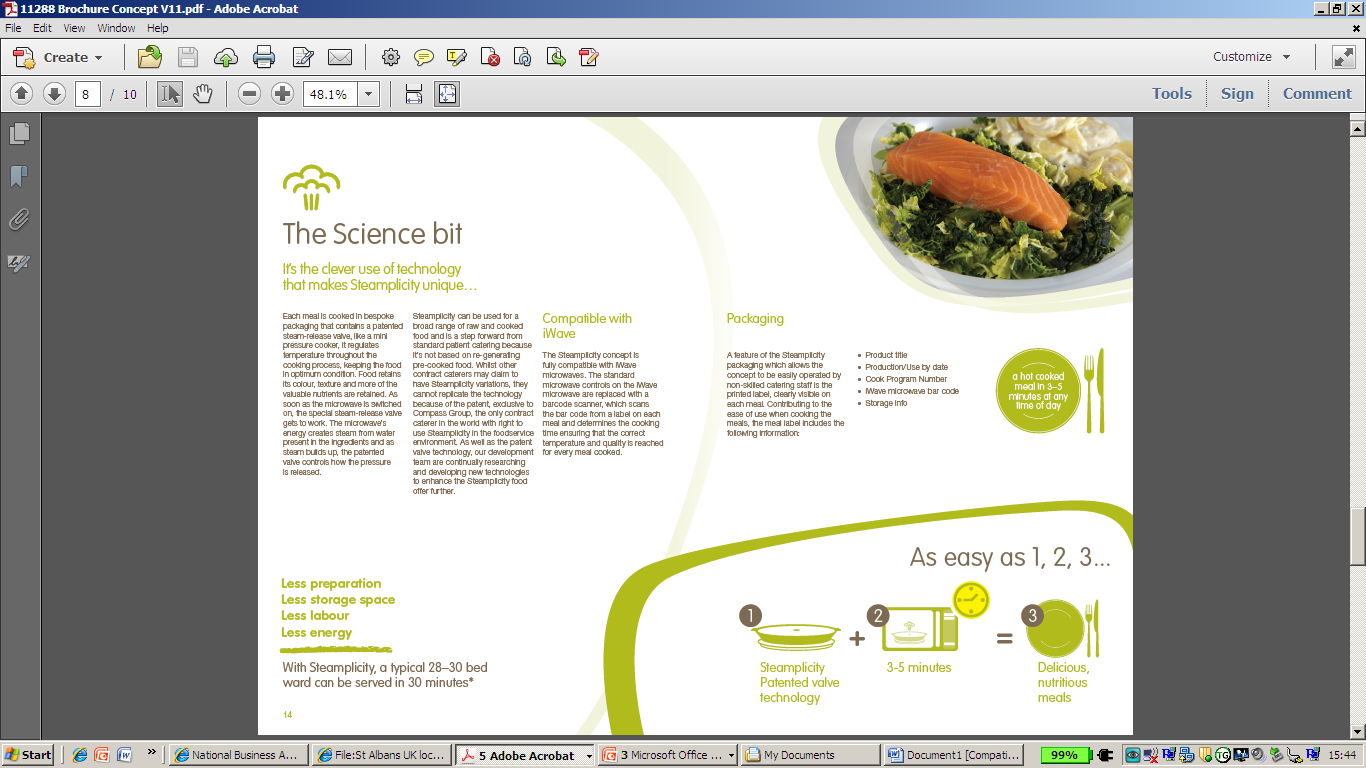 11288 Brochure Concept V11.pdf - Adobe Acrobat
File Edit View Window Help
Create
Customize
8 / 10
48.1%
Tools Sign Comment
The Science bit
It's the clever use of technology
that makes Steamplicity unique…
Each meal is cooked in bespoke
packaging that contains a patented
steam-release valve, like a mini
pressure cooker, it regulates
temperature throughout the
cooking process, keeping the food
in optimum condition. Food retains
its colour, texture and more of the
valuable nutrients are retained. As
soon as the microwave is switched
on, the special steam-release valve
gets to work. The microwave's
energy creates steam from water
present in the ingredients and as
steam builds up, the patented
valve controls how the pressure
is released.
Steamplicity can be used for a
broad range of raw and cooked
food and is a step forward from
standard patient catering because
it's not based on re-generating
pre-cooked food. Whilst other
contract caterers may claim to
have Steamplicity variations, they
cannot replicate the technology
because of the patent, exclusive to
Compass Group, the only contract
caterer in the world with right to
use Steamplicity in the foodservice
environment. As well as the patent
valve technology, our development
team are continually researching
and developing new technologies
to enhance the Steamplicity food
offer further.
Compatible with
iWave
The Steamplicity concept is
fully compatible with iWave
microwaves. The standard
microwave controls on the iWave
microwave are replaced with a
barcode scanner, which scans
the bar code from a label on each
meal and determines the cooking
time ensuring that the correct
temperature and quality is reached
for every meal cooked.
Packaging
A feature of the Steamplicity
packaging which allows the
concept to be easily operated by
non-skilled catering staff is the
printed label, clearly visible on
each meal. Contributing to the
ease of use when cooking the
meals, the meal label includes the
following information:
• Product title
• Production/Use by date
• Cook Program Number
• iWave microwave bar code
• Storage info
a hot cooked
meal in 3–5
minutes at any
time of day
Less preparation
Less storage space
Less labour
Less energy
With Steamplicity, a typical 28–30 bed
ward can be served in 30 minutes*
14
As easy as 1, 2, 3...
1 + 2 = 3
Steamplicity
Patented valve
technology
3-5 minutes
Delicious,
nutritious
meals
Start
National Business A...
File:St Albans UK loc...
5 Adobe Acrobat
3 Microsoft Office ...
My Documents
Document1 [Compati...
99%
15:44